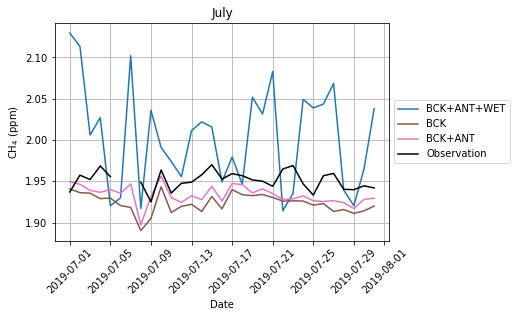 July
CH4 (ppm)
2.10
2.05
2.00
1.95
1.90
BCK+ANT+WET
BCK
BCK+ANT
Observation
2019-07-01
2019-07-05
2019-07-09
2019-07-13
2019-07-17
2019-07-21
2019-07-25
2019-07-29
2019-08-01
Date